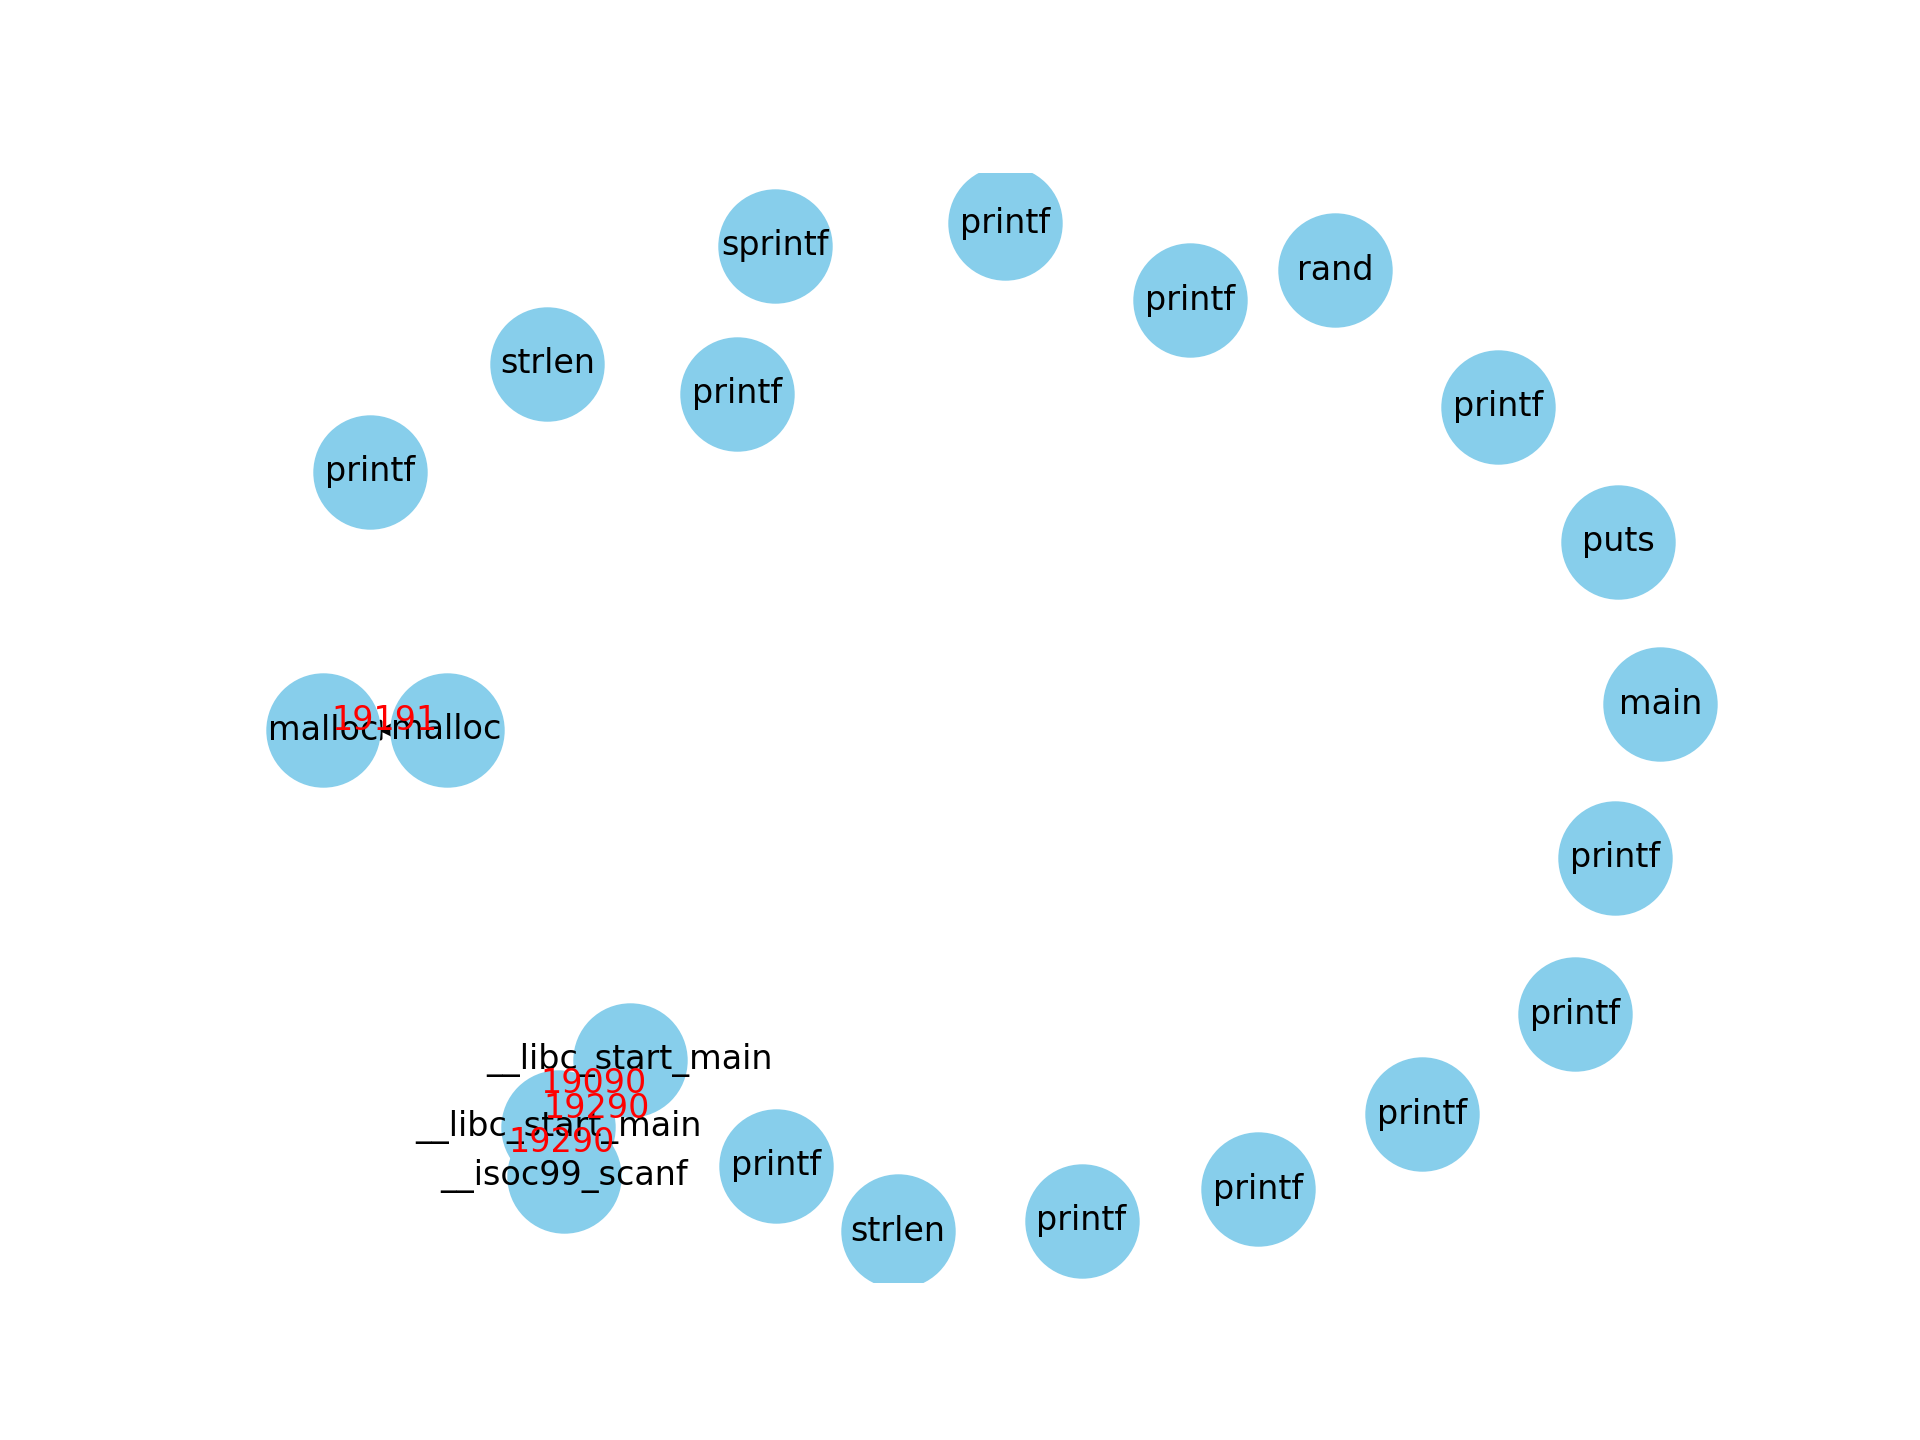 printf
sprintf
rand
printf
strlen
printf
printf
printf
puts
main
19191
malloc
malloc
printf
printf
__libc_start_main
19090
19290
printf
__libc_start_main
19290
printf
__isoc99_scanf
printf
printf
strlen